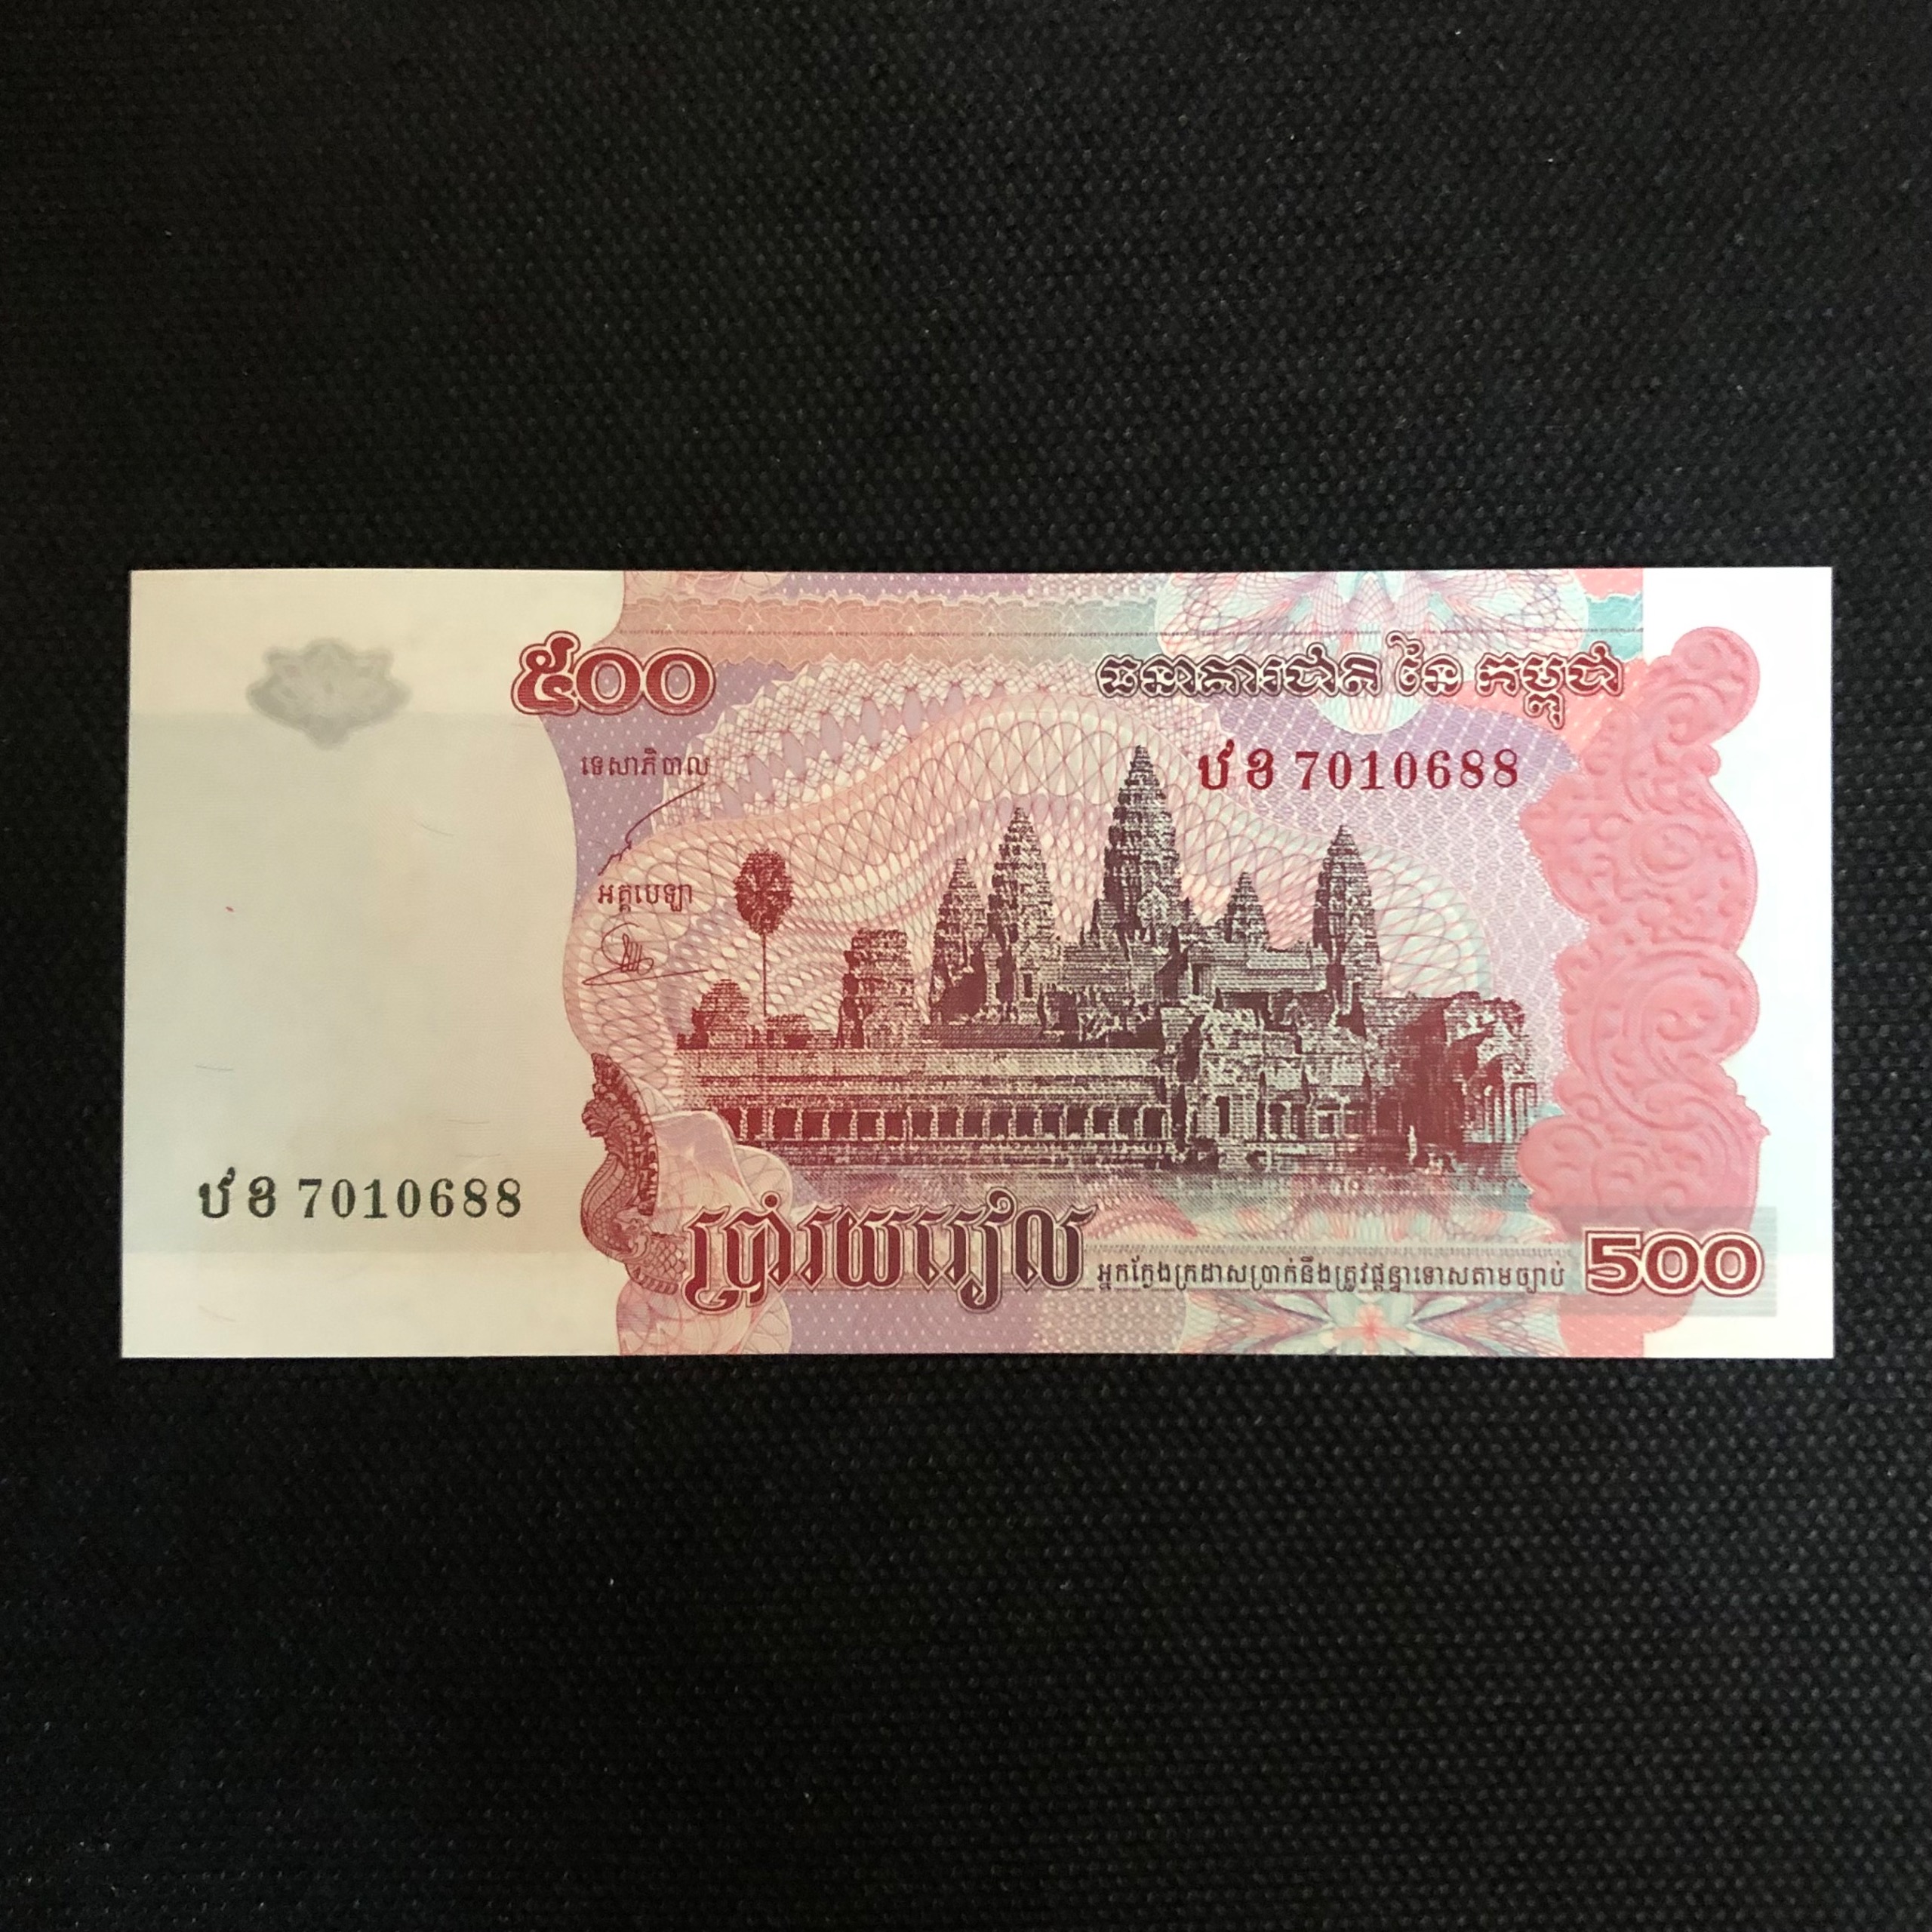 ៥០០
ធនាគារជាតិ នៃ កម្ពុជា
ទេសាភិបាល
ឋ ខ 7010688
អគ្គបេឡា
ឋ ខ 7010688
ប្រាំរយរៀល
អ្នកក្លែងក្រដាសប្រាក់នឹងត្រូវផ្តន្ទាទោសតាមច្បាប់
500